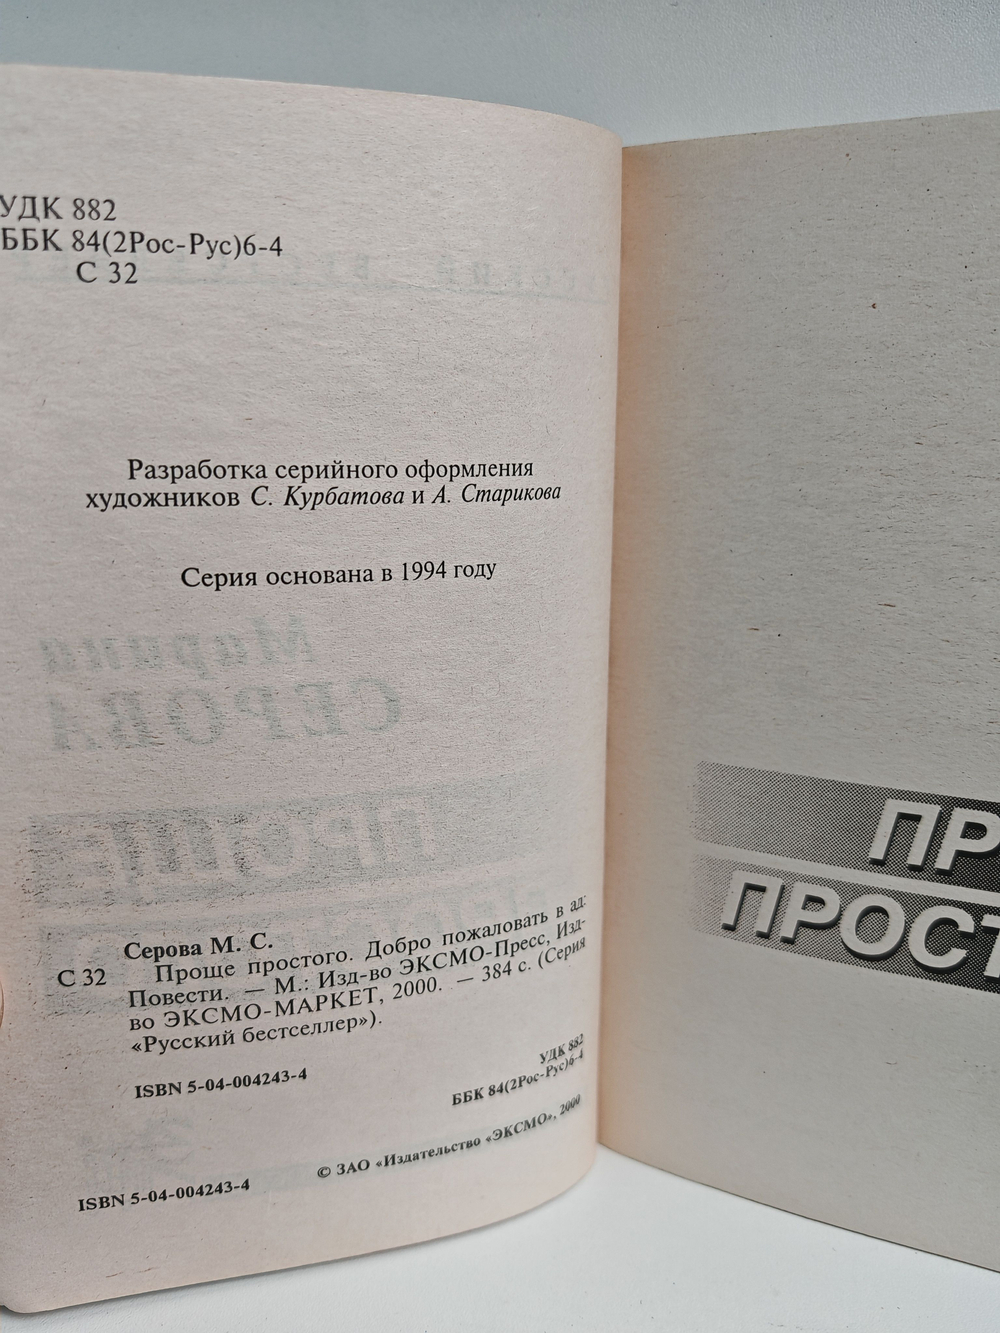 УДК 882
ББК 84(2Рос-Рус)6-4
С 32
Разработка серийного оформления
художников С. Курбатова и А. Старикова
Серия основана в 1994 году
Серова М. С.
С 32 Проще простого. Добро пожаловать в ад:
Повести. — М.: Изд-во ЭКСМО-Пресс, Изд-
во ЭКСМО-МАРКЕТ, 2000. — 384 с. (Серия
«Русский бестселлер»).
ISBN 5-04-004243-4
УДК 882
ББК 84(2Рос-Рус)6-4
© ЗАО «Издательство «ЭКСМО», 2000
ISBN 5-04-004243-4
ПР
ПРОСТ